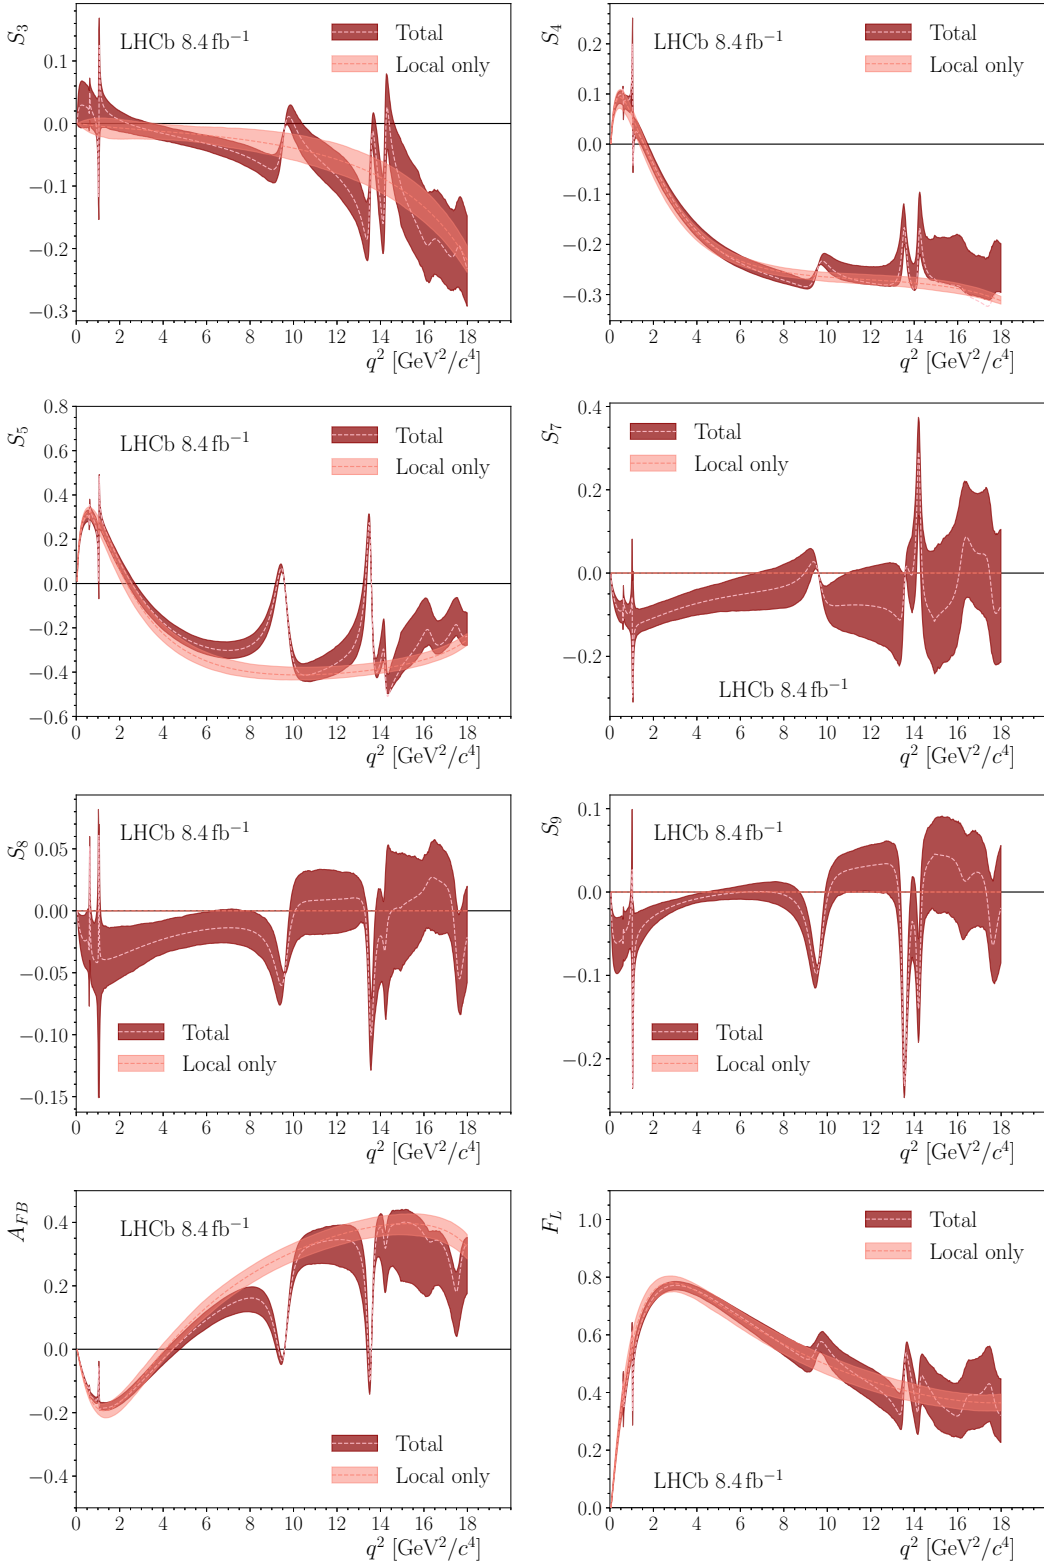 S₃
LHCb 8.4 fb⁻¹
Total
Local only
0.1
0.0
−0.1
−0.2
−0.3
0 2 4 6 8 10 12 14 16 18
q² [GeV²/c⁴]
S₄
LHCb 8.4 fb⁻¹
Total
Local only
0.2
0.1
0.0
−0.1
−0.2
−0.3
0 2 4 6 8 10 12 14 16 18
q² [GeV²/c⁴]
S₅
LHCb 8.4 fb⁻¹
Total
Local only
0.8
0.6
0.4
0.2
0.0
−0.2
−0.4
−0.6
0 2 4 6 8 10 12 14 16 18
q² [GeV²/c⁴]
S₇
Total
Local only
LHCb 8.4 fb⁻¹
0.4
0.2
0.0
−0.2
0 2 4 6 8 10 12 14 16 18
q² [GeV²/c⁴]
S₈
LHCb 8.4 fb⁻¹
Total
Local only
0.05
0.00
−0.05
−0.10
−0.15
0 2 4 6 8 10 12 14 16 18
q² [GeV²/c⁴]
S₉
LHCb 8.4 fb⁻¹
Total
Local only
0.1
0.0
−0.1
−0.2
0 2 4 6 8 10 12 14 16 18
q² [GeV²/c⁴]
A_FB
LHCb 8.4 fb⁻¹
Total
Local only
0.4
0.2
0.0
−0.2
−0.4
0 2 4 6 8 10 12 14 16 18
q² [GeV²/c⁴]
F_L
Total
Local only
LHCb 8.4 fb⁻¹
1.0
0.8
0.6
0.4
0.2
0.0
0 2 4 6 8 10 12 14 16 18
q² [GeV²/c⁴]